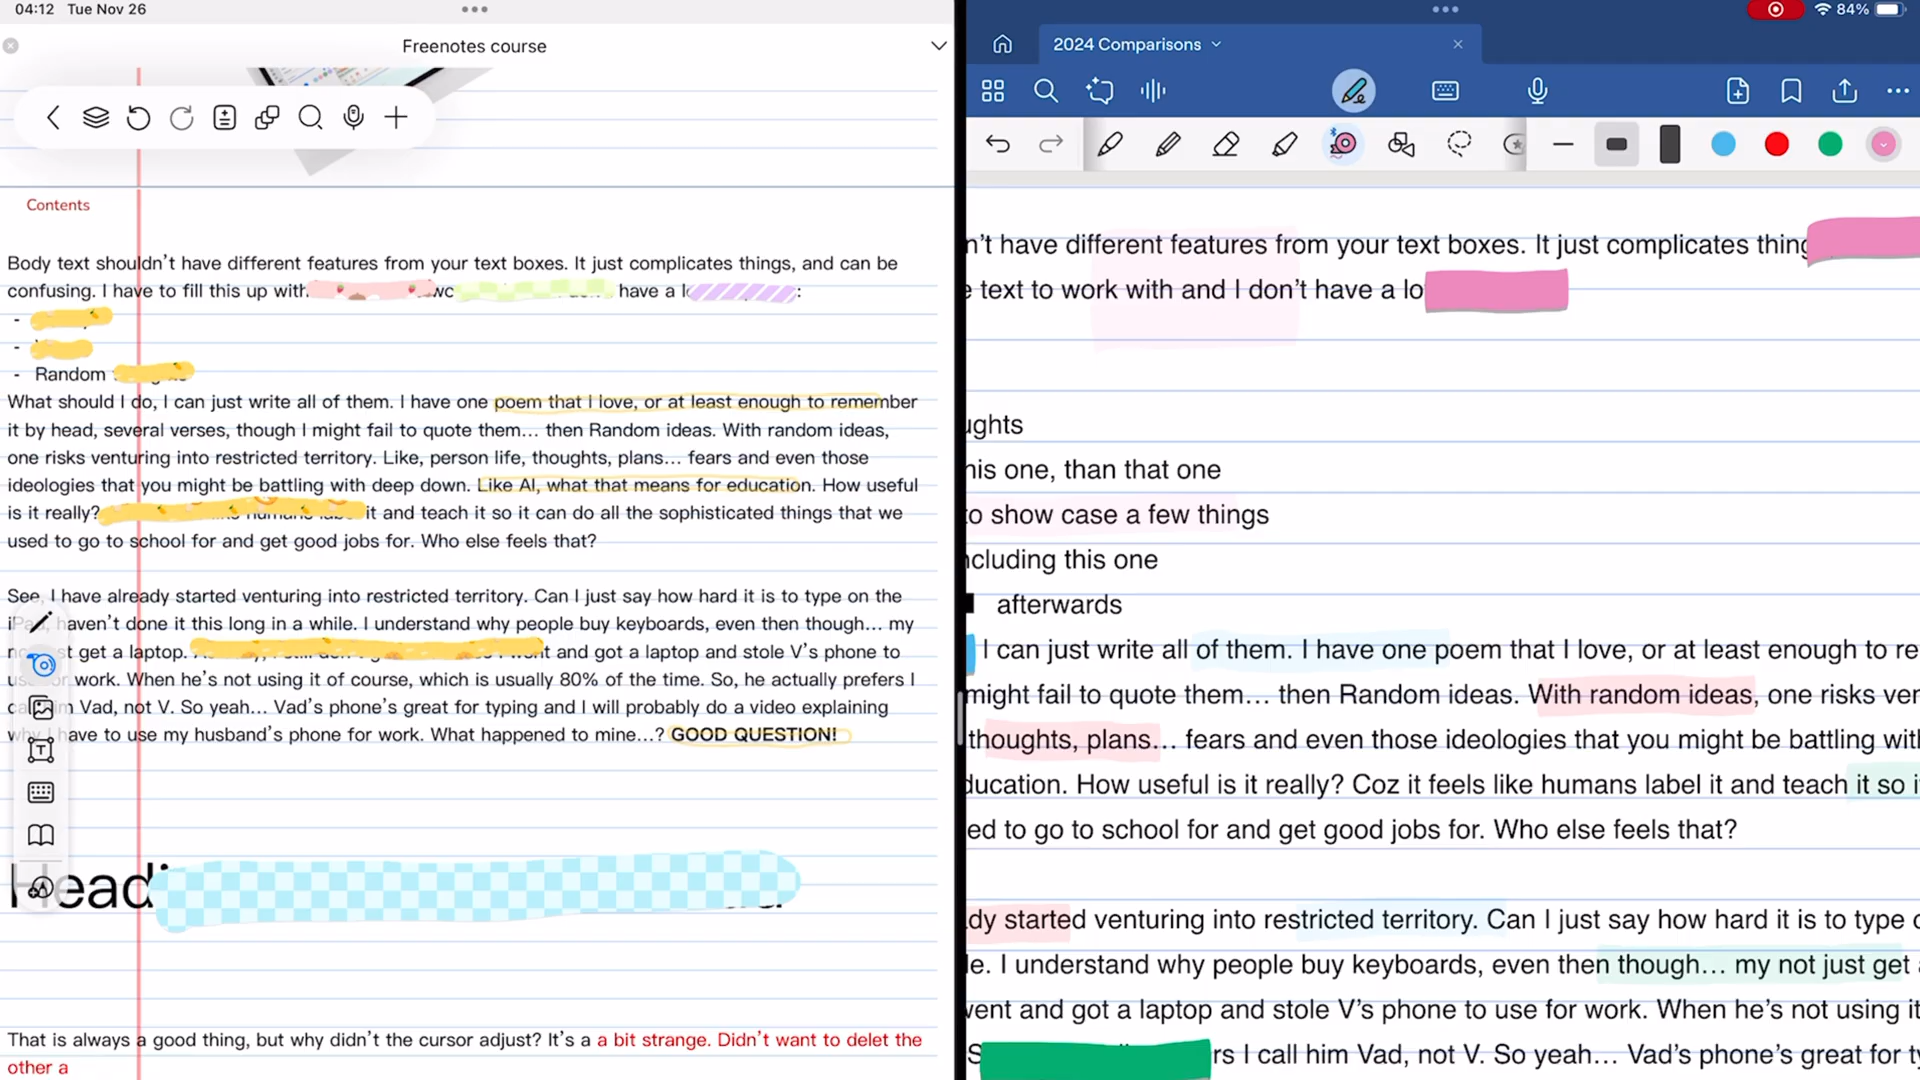 04:12 Tue Nov 26
Freenotes course
Contents
Body text shouldn't have different features from your text boxes. It just complicates things, and can be
confusing. I have to fill this up with have a lo :
-
-
- Random
What should I do, I can just write all of them. I have one poem that I love, or at least enough to remember
it by head, several verses, though I might fail to quote them... then Random ideas. With random ideas,
one risks venturing into restricted territory. Like, person life, thoughts, plans... fears and even those
ideologies that you might be battling with deep down. Like AI, what that means for education. How useful
is it really? it and teach it so it can do all the sophisticated things that we
used to go to school for and get good jobs for. Who else feels that?
See, I have already started venturing into restricted territory. Can I just say how hard it is to type on the
iPad, haven't done it this long in a while. I understand why people buy keyboards, even then though... my
st get a laptop. and got a laptop and stole V's phone to
work. When he's not using it of course, which is usually 80% of the time. So, he actually prefers I
Vad, not V. So yeah... Vad's phone's great for typing and I will probably do a video explaining
why I have to use my husband's phone for work. What happened to mine...? GOOD QUESTION!
Headi
That is always a good thing, but why didn't the cursor adjust? It's a a bit strange. Didn't want to delet the
other a
84%
2024 Comparisons
n't have different features from your text boxes. It just complicates thing
e text to work with and I don't have a lo
ughts
his one, than that one
to show case a few things
ncluding this one
afterwards
I can just write all of them. I have one poem that I love, or at least enough to re
might fail to quote them... then Random ideas. With random ideas, one risks ven
thoughts, plans... fears and even those ideologies that you might be battling wit
ducation. How useful is it really? Coz it feels like humans label it and teach it so i
ed to go to school for and get good jobs for. Who else feels that?
dy started venturing into restricted territory. Can I just say how hard it is to type o
le. I understand why people buy keyboards, even then though... my not just get a
went and got a laptop and stole V's phone to use for work. When he's not using it
S rs I call him Vad, not V. So yeah... Vad's phone's great for ty